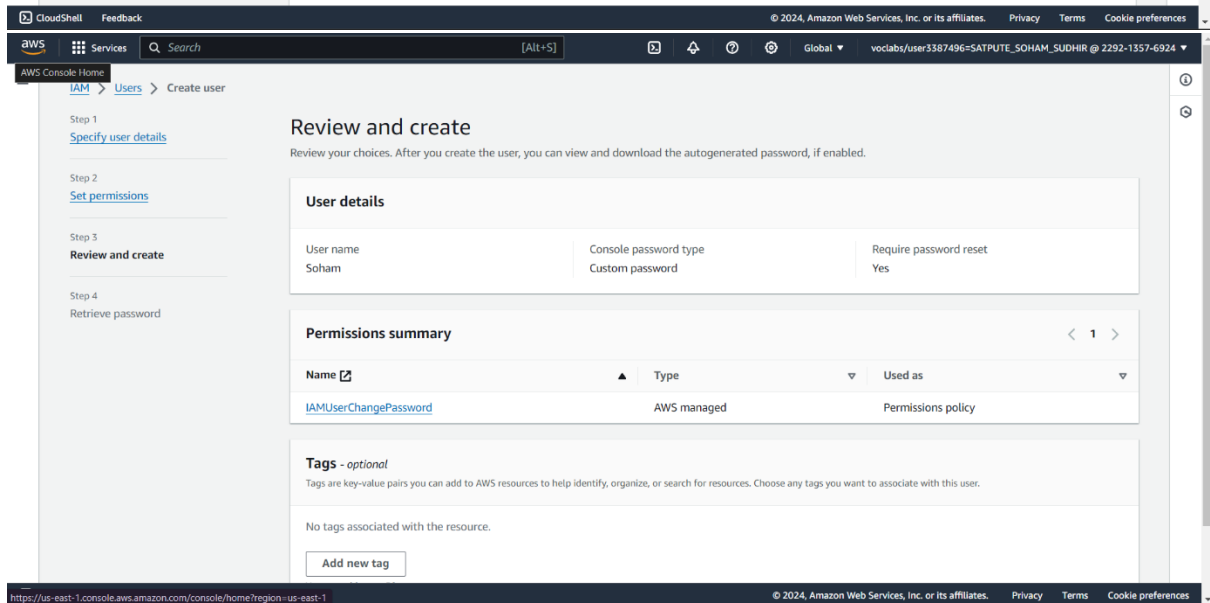 CloudShell Feedback © 2024, Amazon Web Services, Inc. or its affiliates. Privacy Terms Cookie preferences
aws Services Search [Alt+S] Global ▼ voclabs/user3387496=SATPUTE_SOHAM_SUDHIR @ 2292-1357-6924 ▼
AWS Console Home
IAM > Users > Create user
Step 1
Specify user details
Step 2
Set permissions
Step 3
Review and create
Step 4
Retrieve password
Review and create
Review your choices. After you create the user, you can view and download the autogenerated password, if enabled.
User details
User name Console password type Require password reset
Soham Custom password Yes
Permissions summary < 1 >
Name Type Used as
IAMUserChangePassword AWS managed Permissions policy
Tags - optional
Tags are key-value pairs you can add to AWS resources to help identify, organize, or search for resources. Choose any tags you want to associate with this user.
No tags associated with the resource.
Add new tag
https://us-east-1.console.aws.amazon.com/console/home?region=us-east-1 © 2024, Amazon Web Services, Inc. or its affiliates. Privacy Terms Cookie preferences